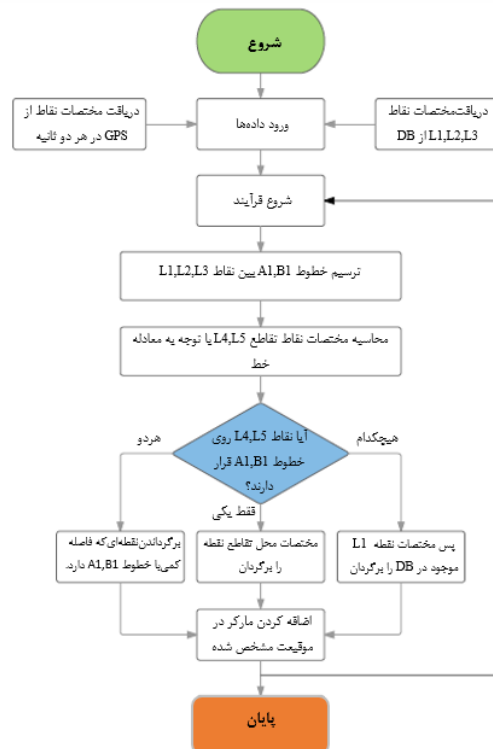 شروع
دریافت‌مختصات نقاط
L1,L2,L3 از DB
ورود داده‌ها
دریافت مختصات نقاط از
GPS در هر دو ثانیه
شروع فرآیند
ترسیم خطوط A1,B1 بین نقاط L1,L2,L3
محاسبه مختصات نقاط تقاطع L4,L5 با توجه به معادله
خط
آیا نقاط L4,L5 روی
خطوط A1,B1 قرار
دارند؟
هیچکدام
هردو
فقط یکی
پس مختصات نقطه L1
موجود در DB را برگردان
مختصات محل تقاطع نقطه
را برگردان
برگرداندن‌نقطه‌ای‌که فاصله
کمی‌با خطوط A1,B1 دارد.
اضافه کردن مارکر در
موقیعت مشخص شده
پایان